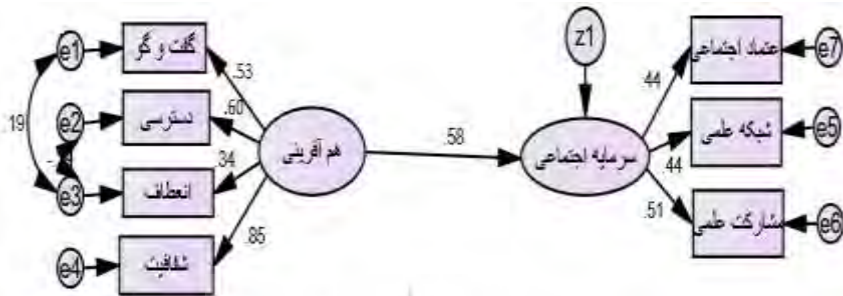 e1
گفت و گو
.53
.19
e2
دسترسی
.60
e3
انعطاف
.34
e4
شفافیت
.85
هم آفرینی
.58
z1
سرمایه اجتماعی
.44
عتماد اجتماعی
e7
.44
شبکه علمی
e5
.51
مشارکت علمی
e6